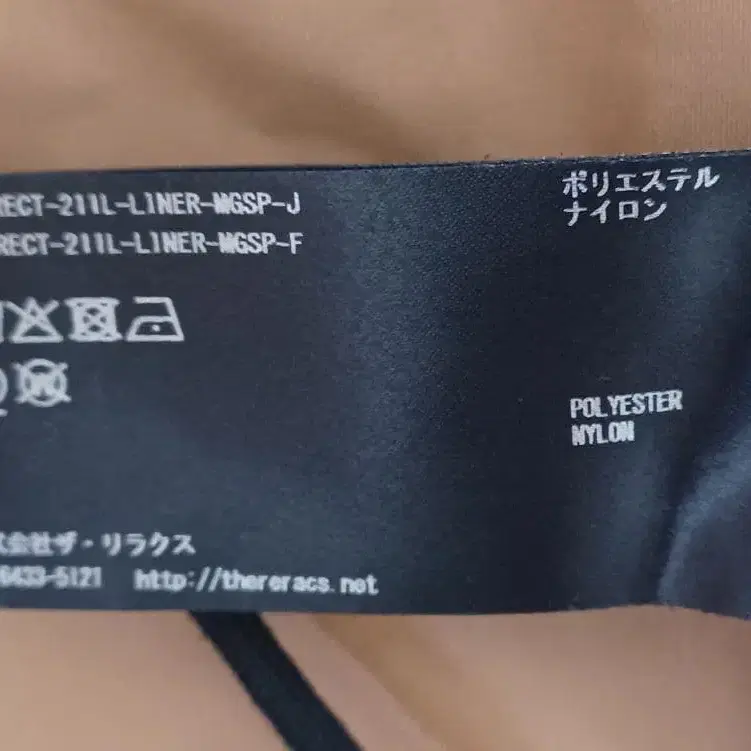 RECT-211L-LINER-MGSP-J
RECT-211L-LINER-MGSP-F
ポリエステル
ナイロン
POLYESTER
NYLON
式会社ザ・リラクス
6433-5121 http://thereracs.net